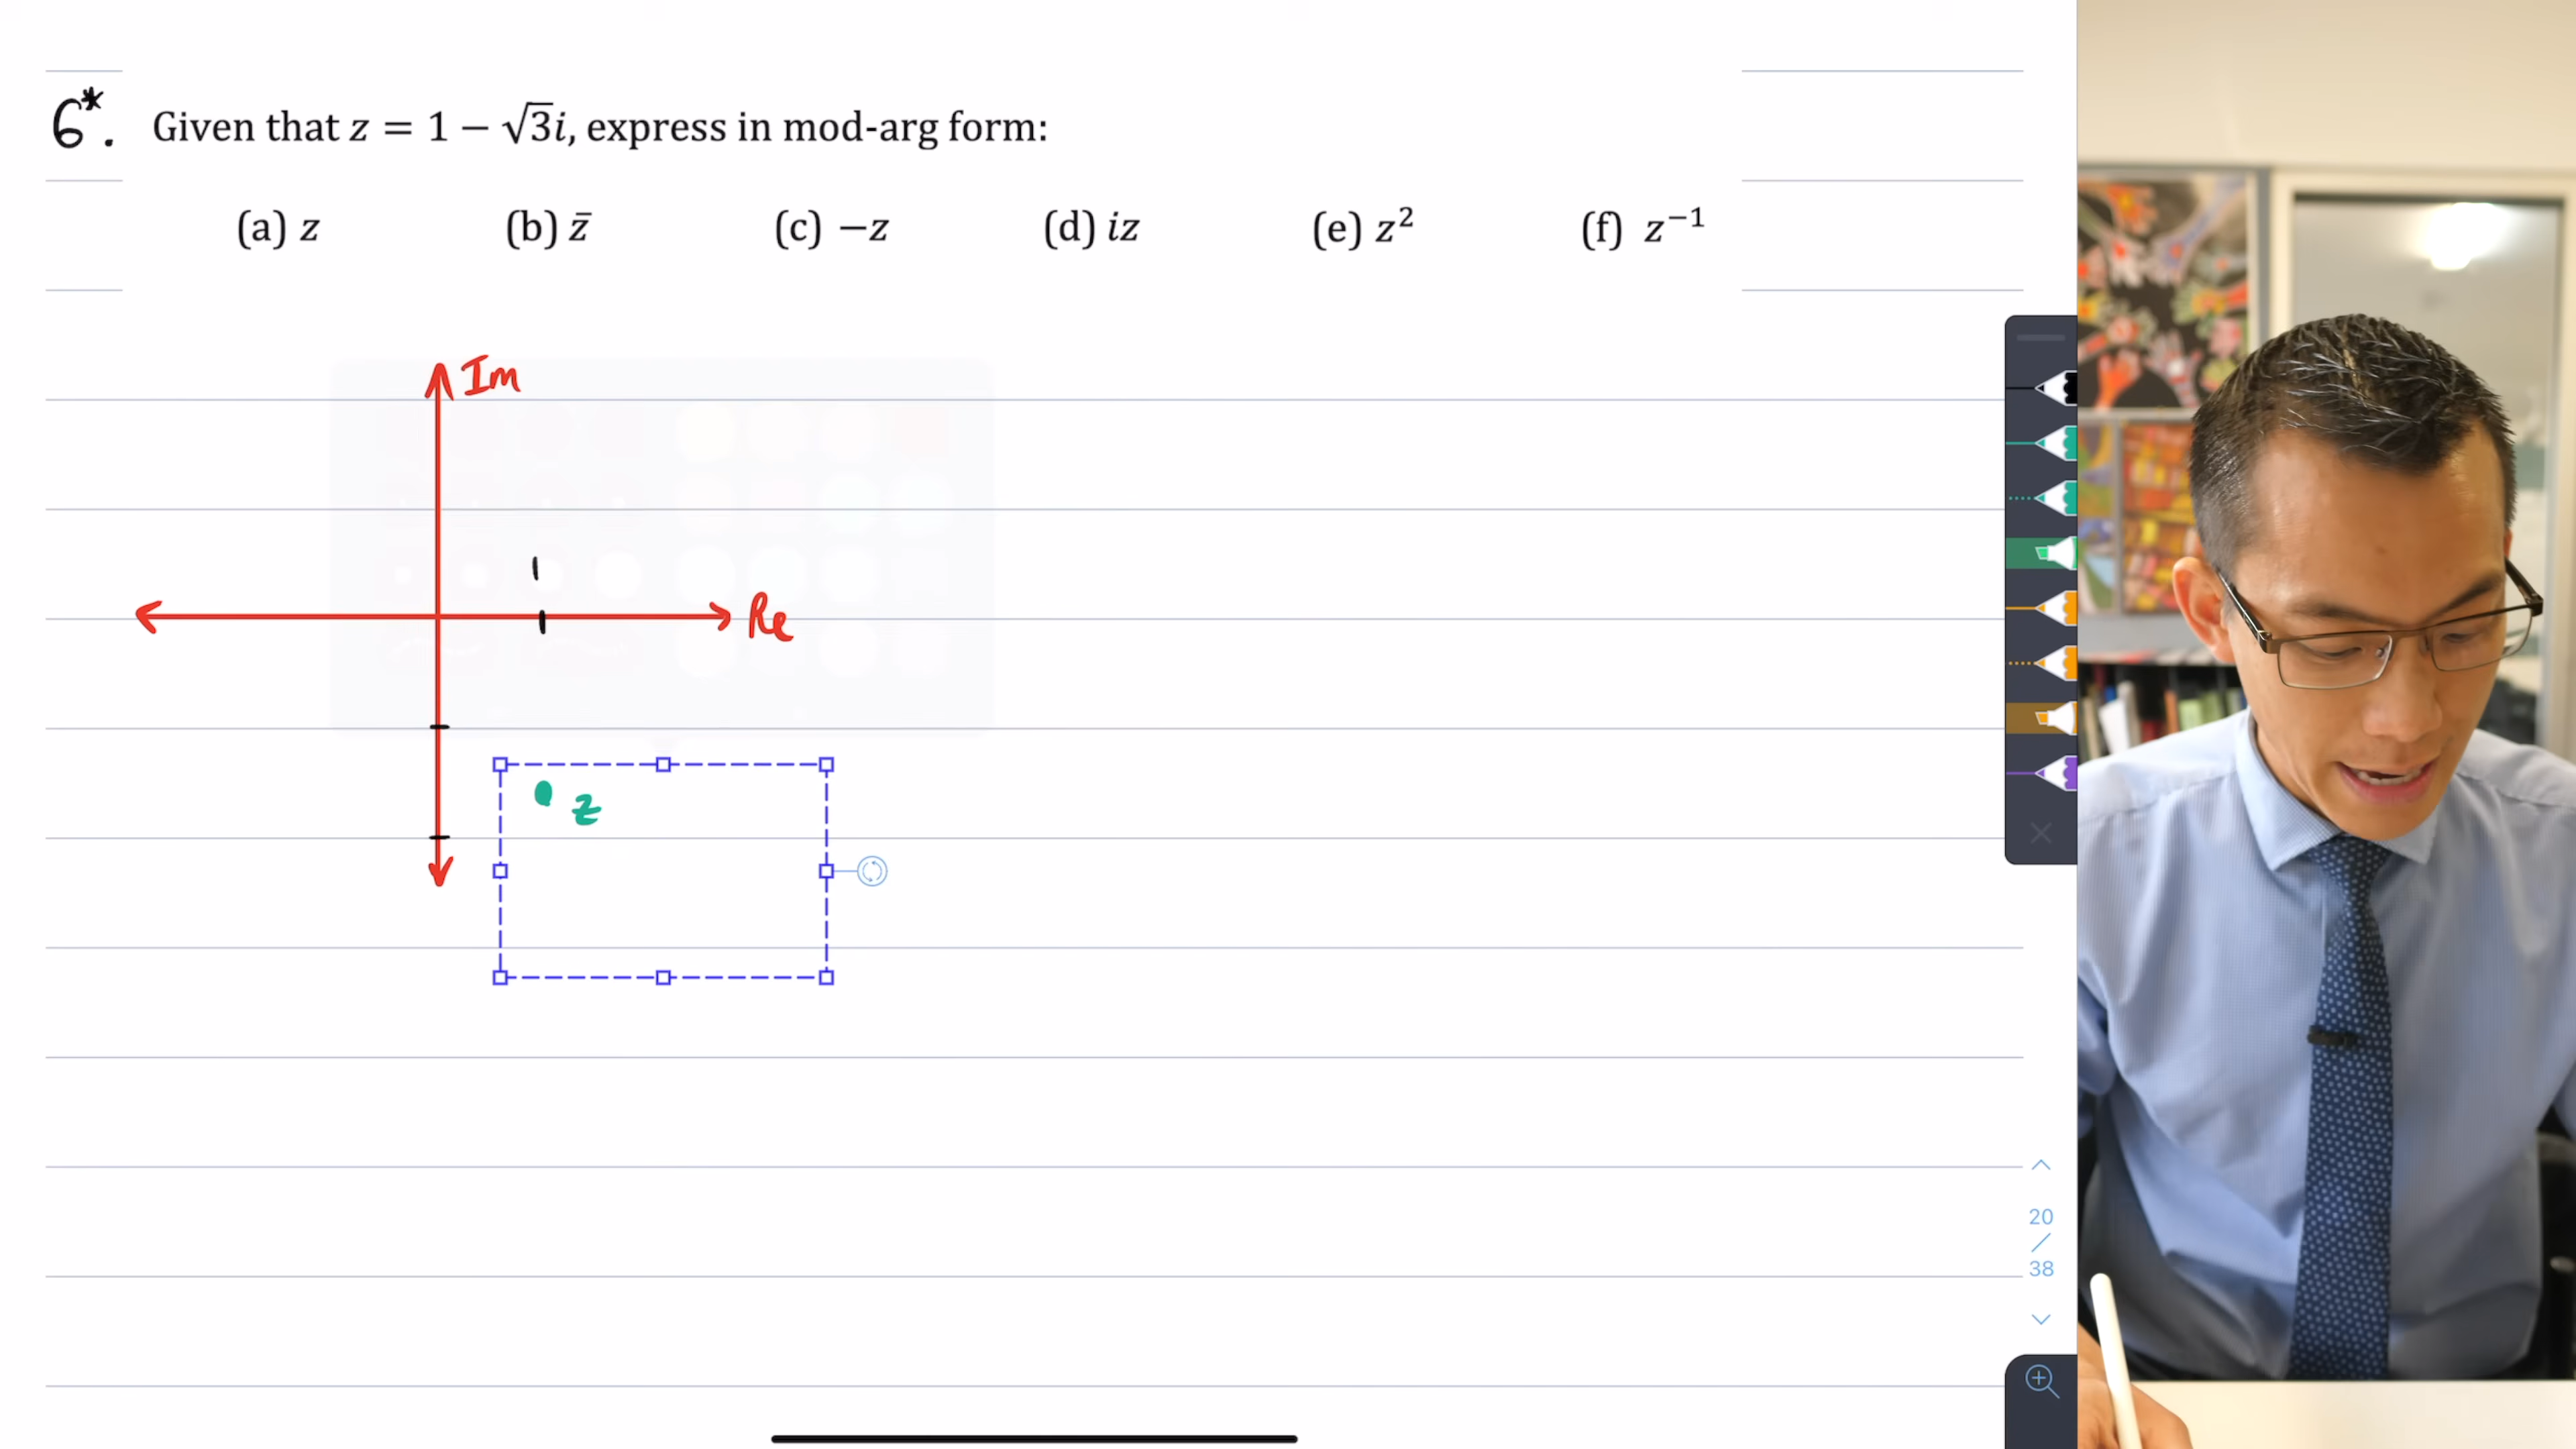 6*. Given that z = 1 − √3i, express in mod-arg form:
(a) z (b) z̄ (c) −z (d) iz (e) z² (f) z⁻¹
Im
1
Re
z
20
/
38